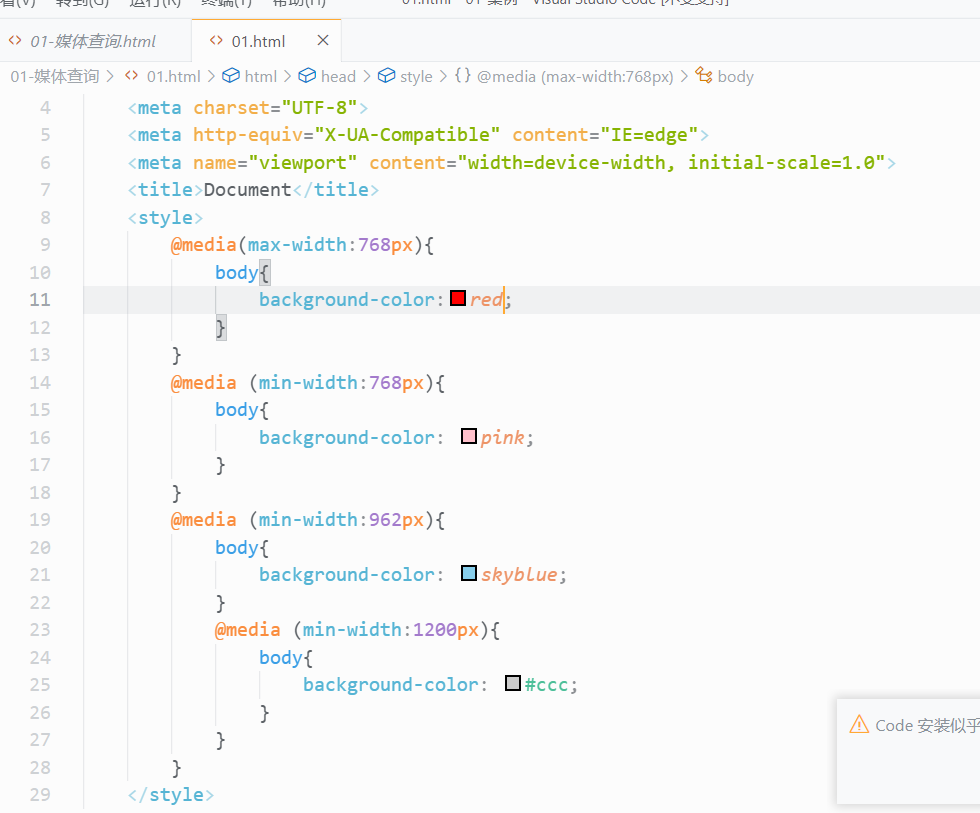 看(V) 转到(G) 运行(R) 终端(T) 帮助(H) 01.html - 01-案例 - Visual Studio Code [不受支持]
01-媒体查询.html 01.html
01-媒体查询 > 01.html > html > head > style > {} @media (max-width:768px) > body
4 <meta charset="UTF-8">
5 <meta http-equiv="X-UA-Compatible" content="IE=edge">
6 <meta name="viewport" content="width=device-width, initial-scale=1.0">
7 <title>Document</title>
8 <style>
9 @media(max-width:768px){
10 body{
11 background-color:red;
12 }
13 }
14 @media (min-width:768px){
15 body{
16 background-color: pink;
17 }
18 }
19 @media (min-width:962px){
20 body{
21 background-color: skyblue;
22 }
23 @media (min-width:1200px){
24 body{
25 background-color: #ccc;
26 }
27 }
28 }
29 </style>
Code 安装似乎